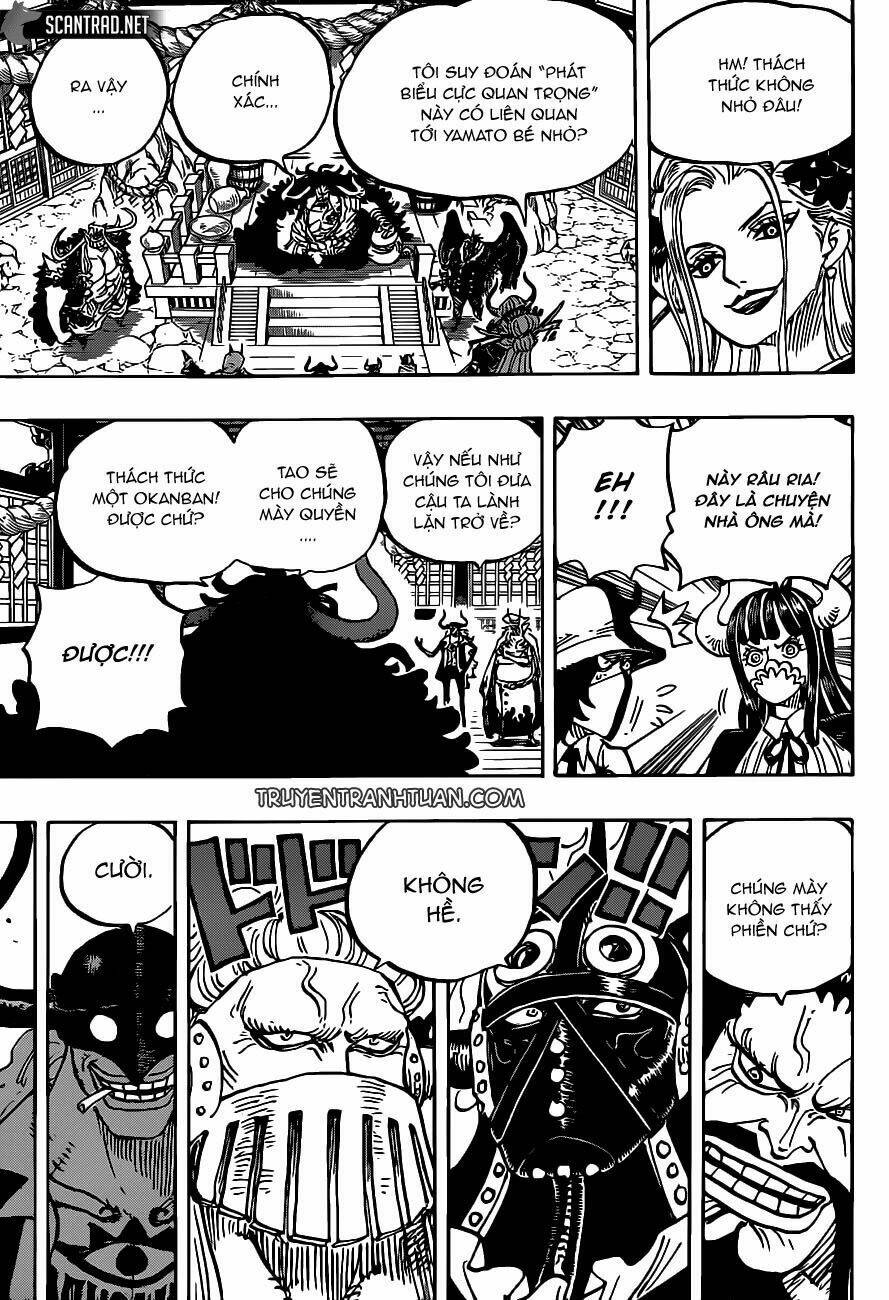 SCANTRAD.NET
HM! THÁCH
THỨC KHÔNG
NHỎ ĐÂU!
TÔI SUY ĐOÁN "PHÁT
BIỂU CỰC QUAN TRỌNG"
NÀY CÓ LIÊN QUAN
TỚI YAMATO BÉ NHỎ?
CHÍNH
XÁC...
RA VẬY
...
NÀY RÂU RIA!
ĐÂY LÀ CHUYỆN
NHÀ ÔNG MÀ!
EH
!!!
VẬY NẾU NHƯ
CHÚNG TÔI ĐƯA
CẬU TA LÀNH
LẶN TRỞ VỀ?
TAO SẼ
CHO CHÚNG
MÀY QUYỀN
....
THÁCH THỨC
MỘT OKANBAN!
ĐƯỢC CHỨ?
ĐƯỢC!!!
TRUYENTRANHTUAN.COM
CHÚNG MÀY
KHÔNG THẤY
PHIỀN CHỨ?
!!
ドドン
KHÔNG
HỀ.
CƯỜI.